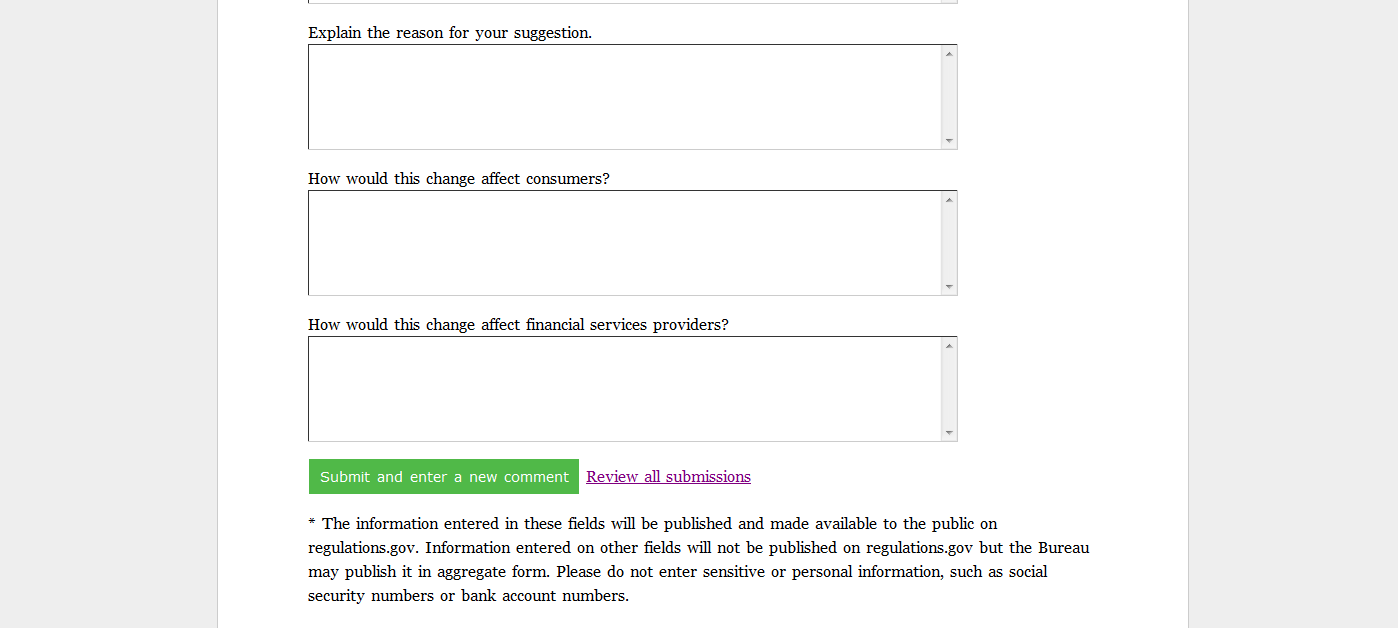 Explain the reason for your suggestion.
How would this change affect consumers?
How would this change affect financial services providers?
Submit and enter a new comment Review all submissions
* The information entered in these fields will be published and made available to the public on
regulations.gov. Information entered on other fields will not be published on regulations.gov but the Bureau
may publish it in aggregate form. Please do not enter sensitive or personal information, such as social
security numbers or bank account numbers.